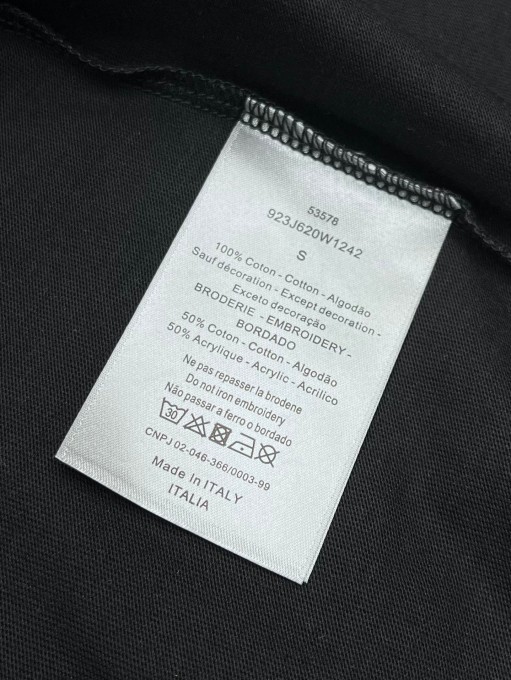 53578
923J620W1242
S
100% Coton - Cotton - Algodão
Sauf décoration - Except decoration -
Exceto decoração
BRODERIE - EMBROIDERY -
BORDADO
50% Coton - Cotton - Algodão
50% Acrylique - Acrylic - Acrilico
Ne pas repasser la brodene
Do not iron embroidery
Não passar a ferro o bordado
30
CNPJ 02-046-366/0003-99
Made In ITALY
ITALIA